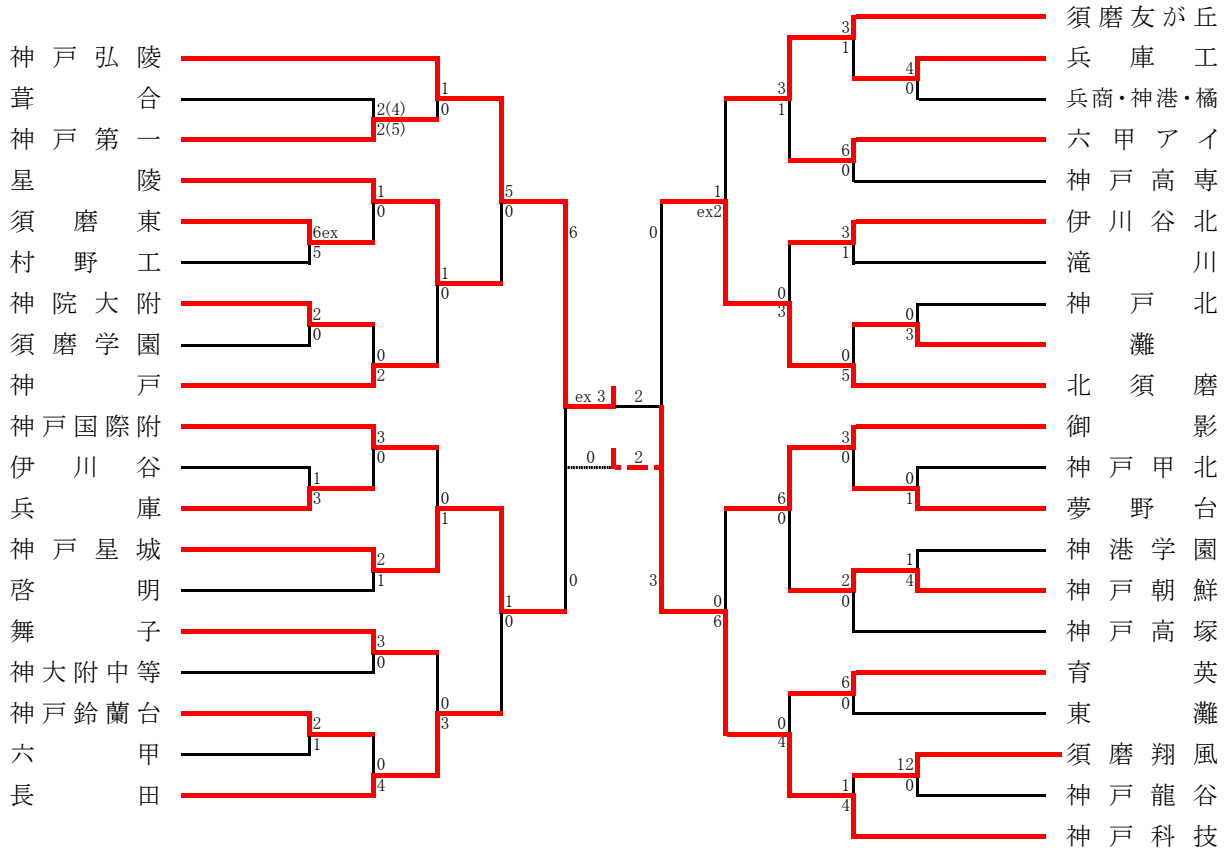 神戸弘陵
葺合
神戸第一
星陵
須磨東
村野工
神院大附
須磨学園
神戸
神戸国際附
伊川谷
兵庫
神戸星城
啓明
舞子
神大附中等
神戸鈴蘭台
六甲
長田
1
0
2(4)
2(5)
1
0
6ex
5
2
0
0
2
1
0
5
0
3
0
1
3
2
1
0
1
3
0
2
1
0
4
0
3
1
0
6
0
ex 3
2
0
2
0
3
3
1
4
0
3
1
6
0
1
ex2
3
1
0
3
0
3
0
5
3
0
0
1
6
0
1
4
2
0
0
6
6
0
0
4
12
0
1
4
須磨友が丘
兵庫工
兵商・神港・橘
六甲アイ
神戸高専
伊川谷北
滝川
神戸北
灘
北須磨
御影
神戸甲北
夢野台
神港学園
神戸朝鮮
神戸高塚
育英
東灘
須磨翔風
神戸龍谷
神戸科技